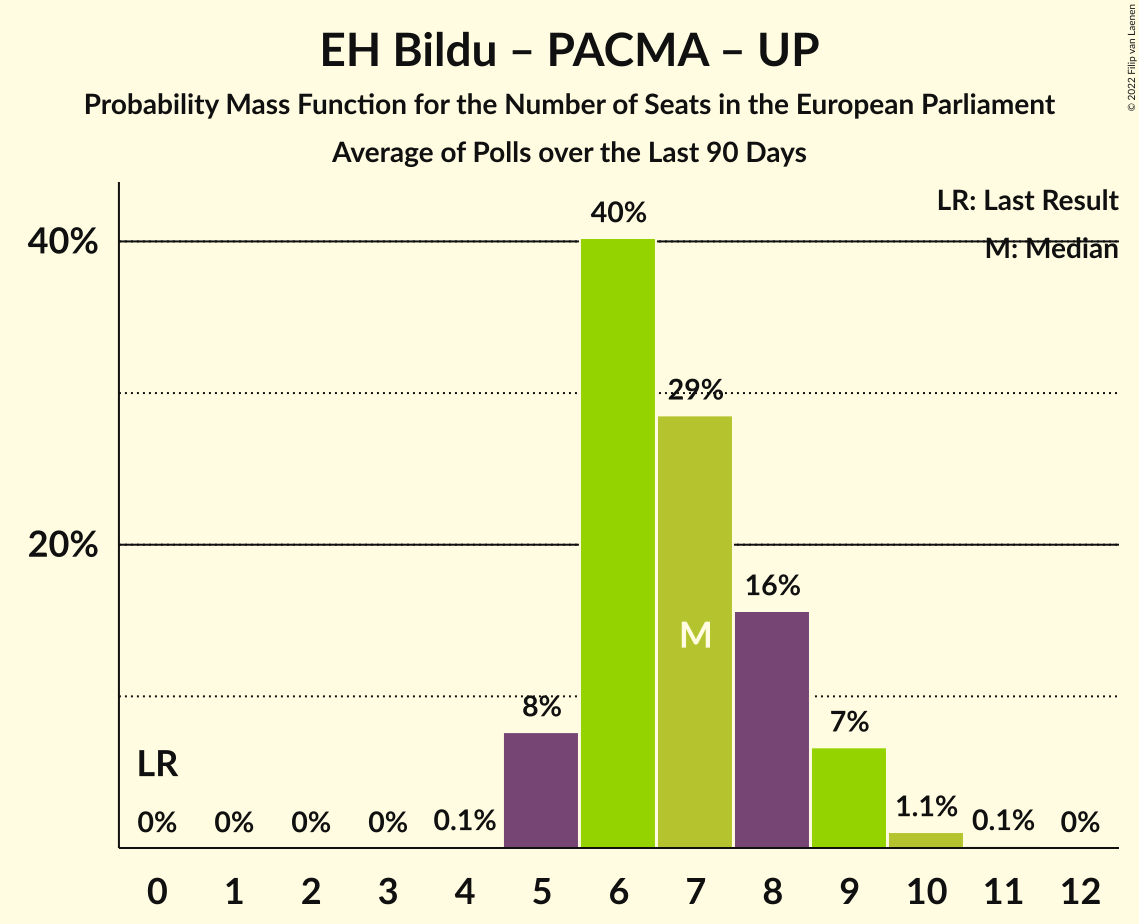 EH Bildu – PACMA – UP
Probability Mass Function for the Number of Seats in the European Parliament
Average of Polls over the Last 90 Days
© 2022 Filip van Laenen
LR: Last Result
M: Median
40%
20%
40%
29%
16%
8%
7%
1.1%
0.1%
0%
0%
0%
0%
0.1%
0%
LR
M
0 1 2 3 4 5 6 7 8 9 10 11 12